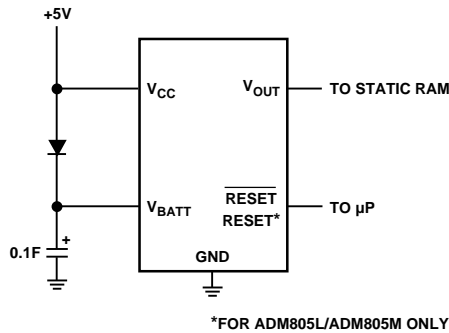 +5V
VCC
VOUT
TO STATIC RAM
VBATT
RESET
RESET*
TO µP
0.1F
+
GND
*FOR ADM805L/ADM805M ONLY